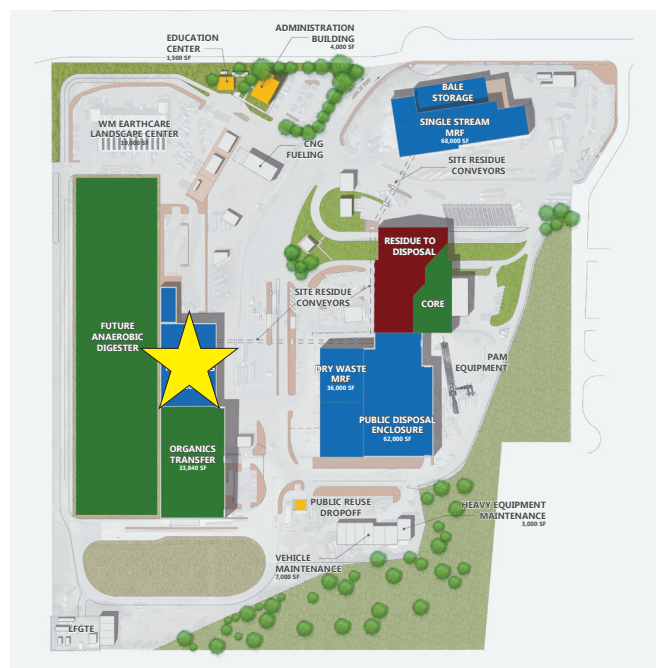 EDUCATION
CENTER
1,500 SF
ADMINISTRATION
BUILDING
4,000 SF
BALE
STORAGE
SINGLE STREAM
MRF
68,000 SF
WM EARTHCARE
LANDSCAPE CENTER
CNG
FUELING
SITE RESIDUE
CONVEYORS
RESIDUE TO
DISPOSAL
CORE
SITE RESIDUE
CONVEYORS
FUTURE
ANAEROBIC
DIGESTER
DRY WASTE
MRF
36,000 SF
PAM
EQUIPMENT
PUBLIC DISPOSAL
ENCLOSURE
62,000 SF
ORGANICS
TRANSFER
33,840 SF
PUBLIC REUSE
DROPOFF
HEAVY EQUIPMENT
MAINTENANCE
3,000 SF
VEHICLE
MAINTENANCE
7,000 SF
LFGTE